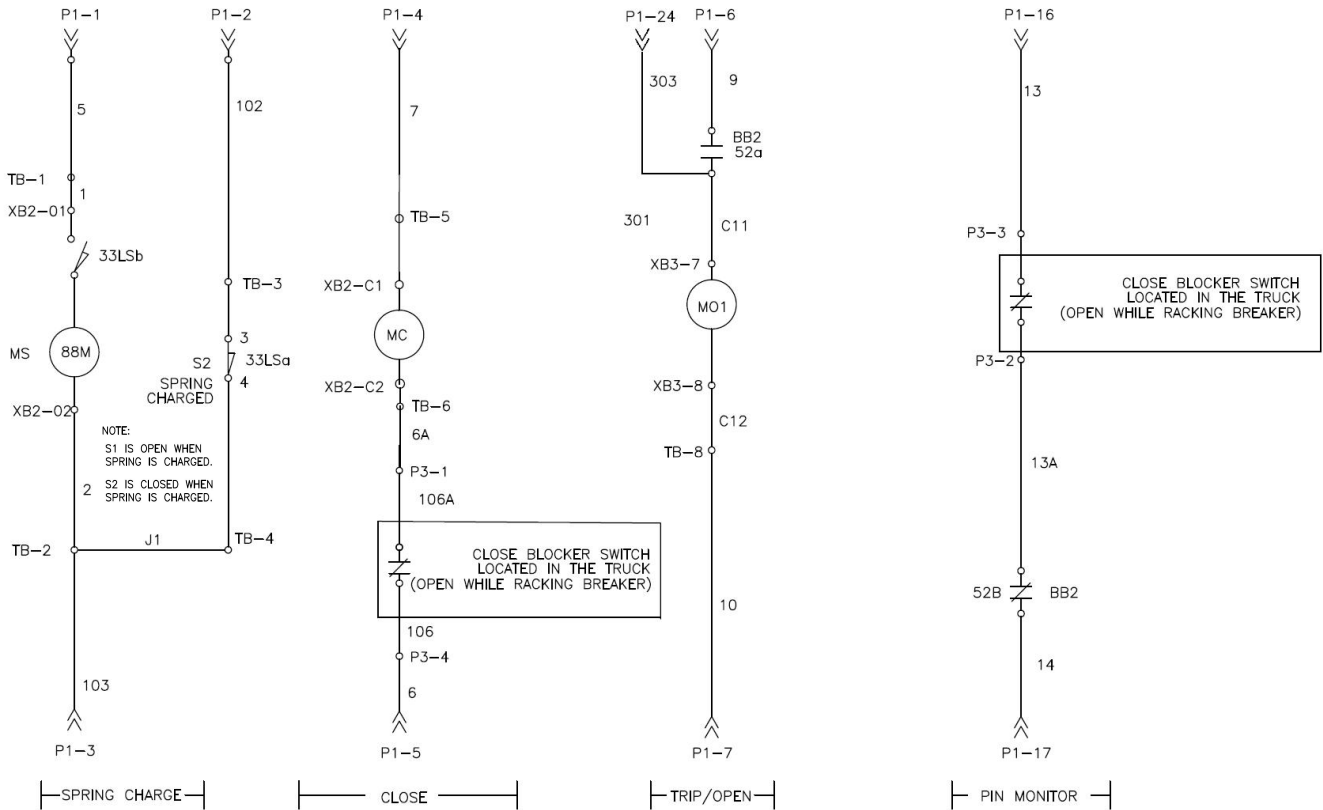 P1-1
P1-2
P1-4
P1-24
P1-6
P1-16
5
102
7
303
9
13
BB2
52a
TB-1
1
XB2-01
33LSb
TB-5
301
C11
P3-3
TB-3
XB2-C1
XB3-7
CLOSE BLOCKER SWITCH
LOCATED IN THE TRUCK
(OPEN WHILE RACKING BREAKER)
MO1
MC
3
MS
88M
S2
33LSa
SPRING
CHARGED
4
P3-2
XB2-C2
XB3-8
XB2-02
TB-6
C12
NOTE:
S1 IS OPEN WHEN
SPRING IS CHARGED.
S2 IS CLOSED WHEN
SPRING IS CHARGED.
6A
TB-8
P3-1
13A
2
106A
J1
TB-2
TB-4
CLOSE BLOCKER SWITCH
LOCATED IN THE TRUCK
(OPEN WHILE RACKING BREAKER)
52B
BB2
10
106
P3-4
14
103
6
P1-3
P1-5
P1-7
P1-17
SPRING CHARGE
CLOSE
TRIP/OPEN
PIN MONITOR